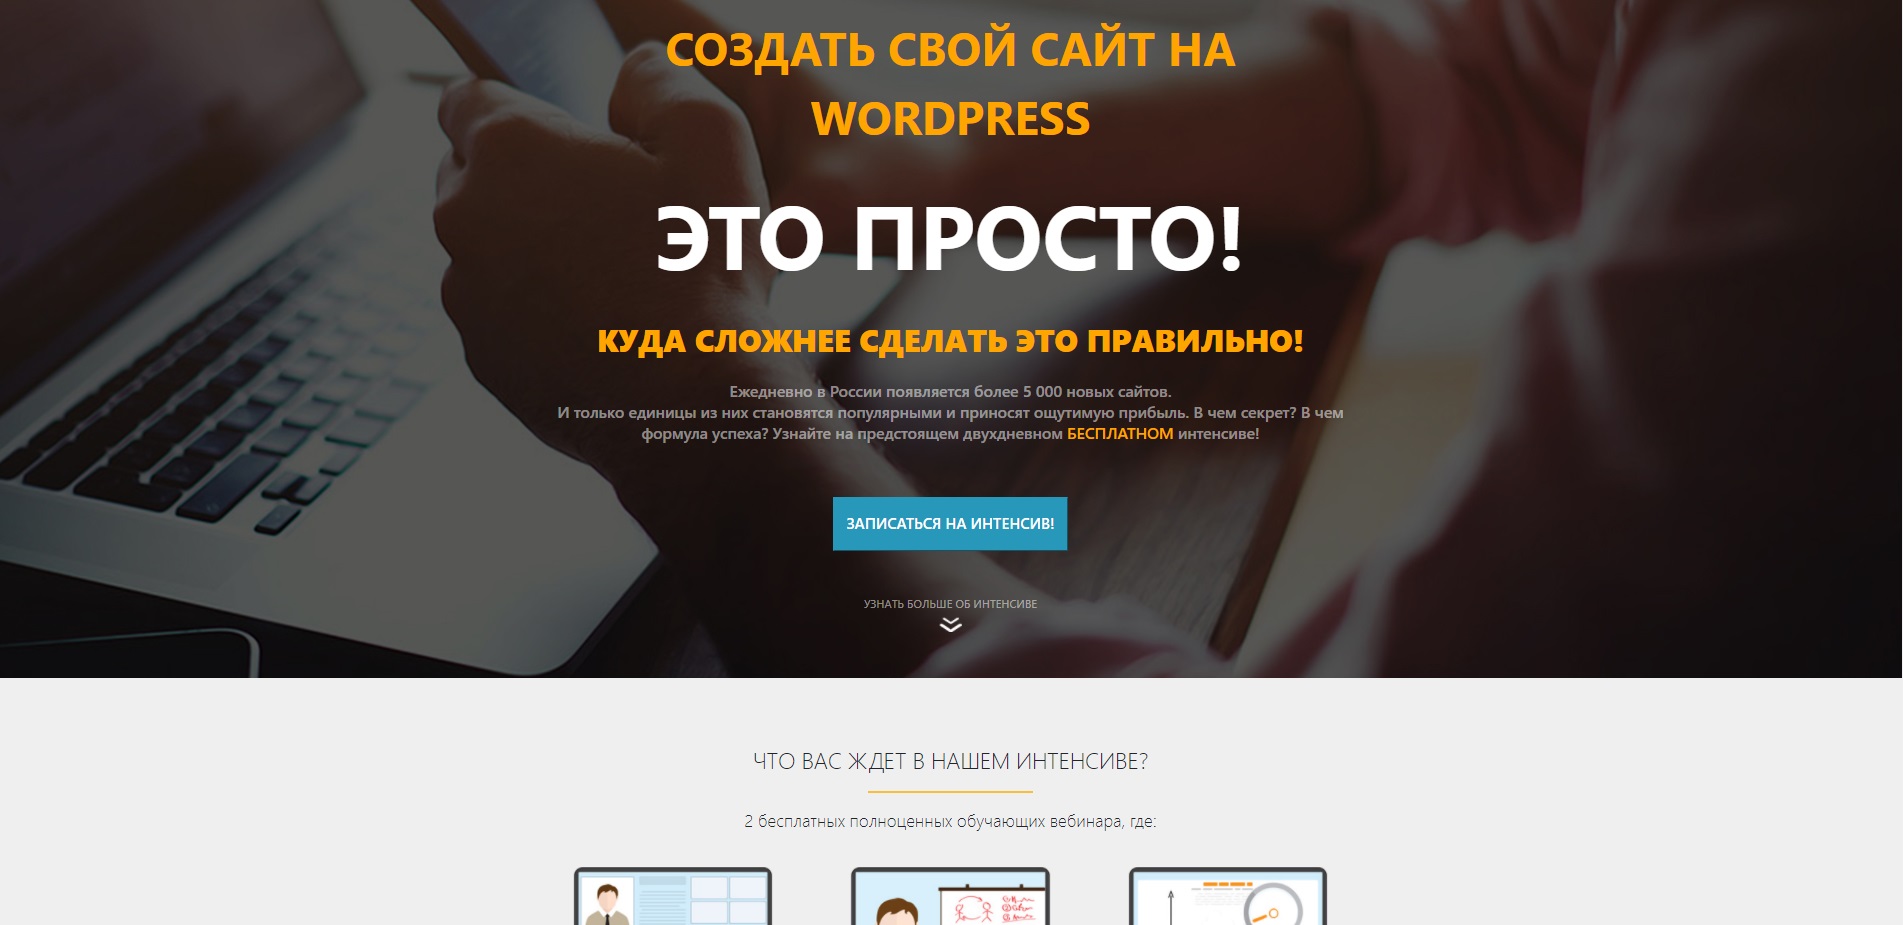 СОЗДАТЬ СВОЙ САЙТ НА
WORDPRESS
ЭТО ПРОСТО!
КУДА СЛОЖНЕЕ СДЕЛАТЬ ЭТО ПРАВИЛЬНО!
Ежедневно в России появляется более 5 000 новых сайтов.
И только единицы из них становятся популярными и приносят ощутимую прибыль. В чем секрет? В чем
формула успеха? Узнайте на предстоящем двухдневном БЕСПЛАТНОМ интенсиве!
ЗАПИСАТЬСЯ НА ИНТЕНСИВ!
УЗНАТЬ БОЛЬШЕ ОБ ИНТЕНСИВЕ
ЧТО ВАС ЖДЕТ В НАШЕМ ИНТЕНСИВЕ?
2 бесплатных полноценных обучающих вебинара, где: